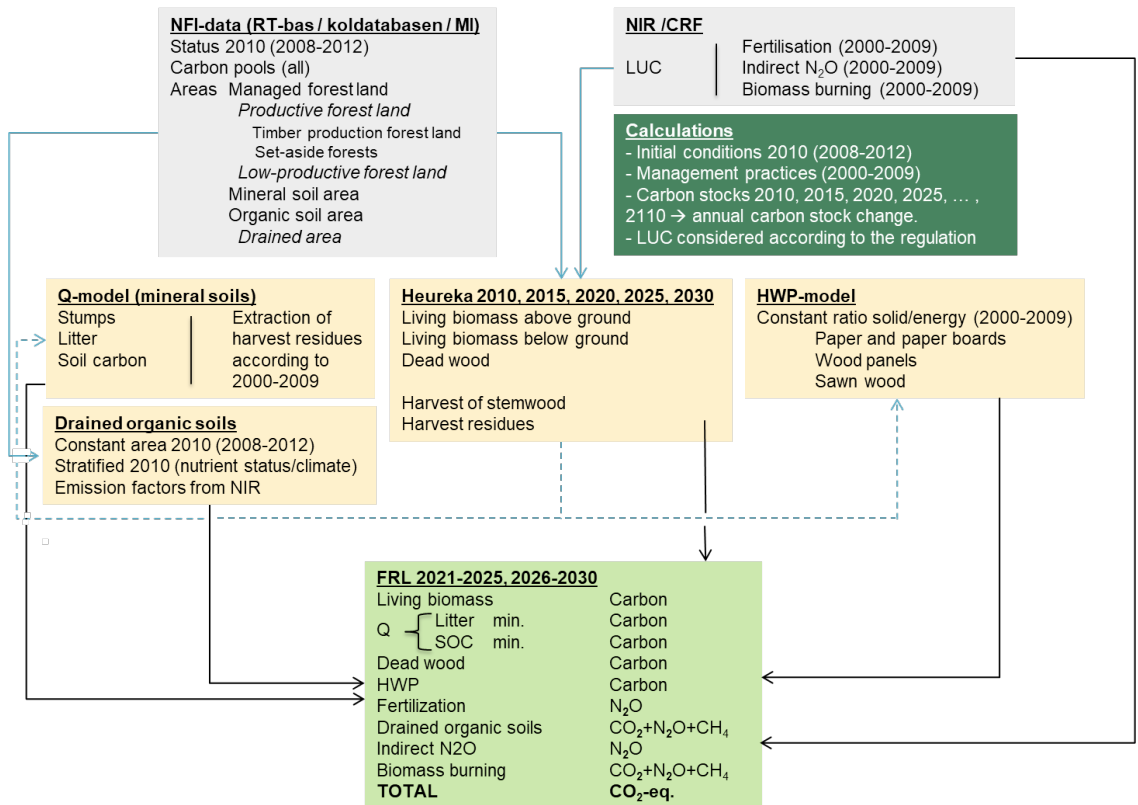 NFI-data (RT-bas / koldatabasen / MI)
Status 2010 (2008-2012)
Carbon pools (all)
Areas Managed forest land
Productive forest land
Timber production forest land
Set-aside forests
Low-productive forest land
Mineral soil area
Organic soil area
Drained area
NIR /CRF
LUC
Fertilisation (2000-2009)
Indirect N₂O (2000-2009)
Biomass burning (2000-2009)
Calculations
- Initial conditions 2010 (2008-2012)
- Management practices (2000-2009)
- Carbon stocks 2010, 2015, 2020, 2025, … ,
2110 → annual carbon stock change.
- LUC considered according to the regulation
Q-model (mineral soils)
Stumps
Litter
Soil carbon
Extraction of
harvest residues
according to
2000-2009
Heureka 2010, 2015, 2020, 2025, 2030
Living biomass above ground
Living biomass below ground
Dead wood
Harvest of stemwood
Harvest residues
HWP-model
Constant ratio solid/energy (2000-2009)
Paper and paper boards
Wood panels
Sawn wood
Drained organic soils
Constant area 2010 (2008-2012)
Stratified 2010 (nutrient status/climate)
Emission factors from NIR
FRL 2021-2025, 2026-2030
Living biomass Carbon
Q Litter min. Carbon
SOC min. Carbon
Dead wood Carbon
HWP Carbon
Fertilization N₂O
Drained organic soils CO₂+N₂O+CH₄
Indirect N2O N₂O
Biomass burning CO₂+N₂O+CH₄
TOTAL CO₂-eq.